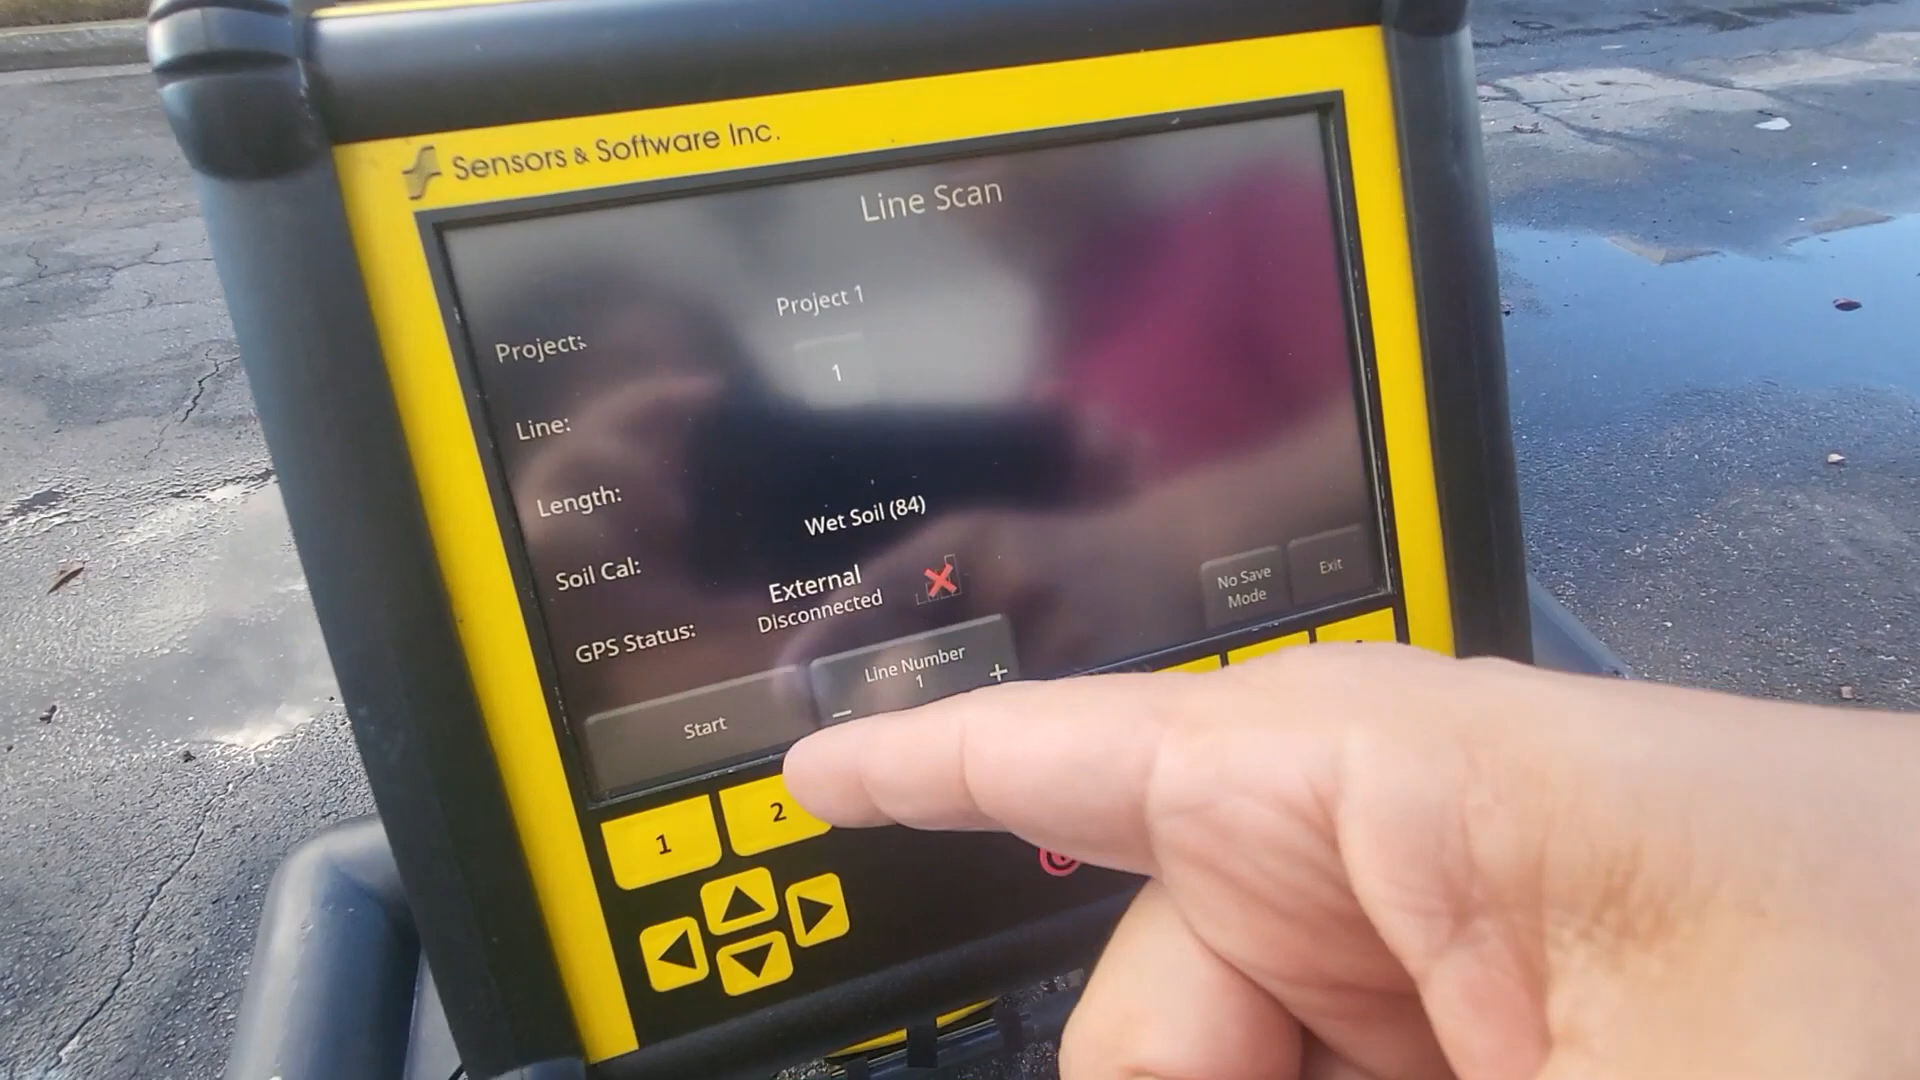 Sensors & Software Inc.
Line Scan
Project: Project 1
Line: 1
Length:
Soil Cal: Wet Soil (84)
GPS Status: External
Disconnected
Start
Line Number
1
− +
No Save
Mode
Exit
1
2